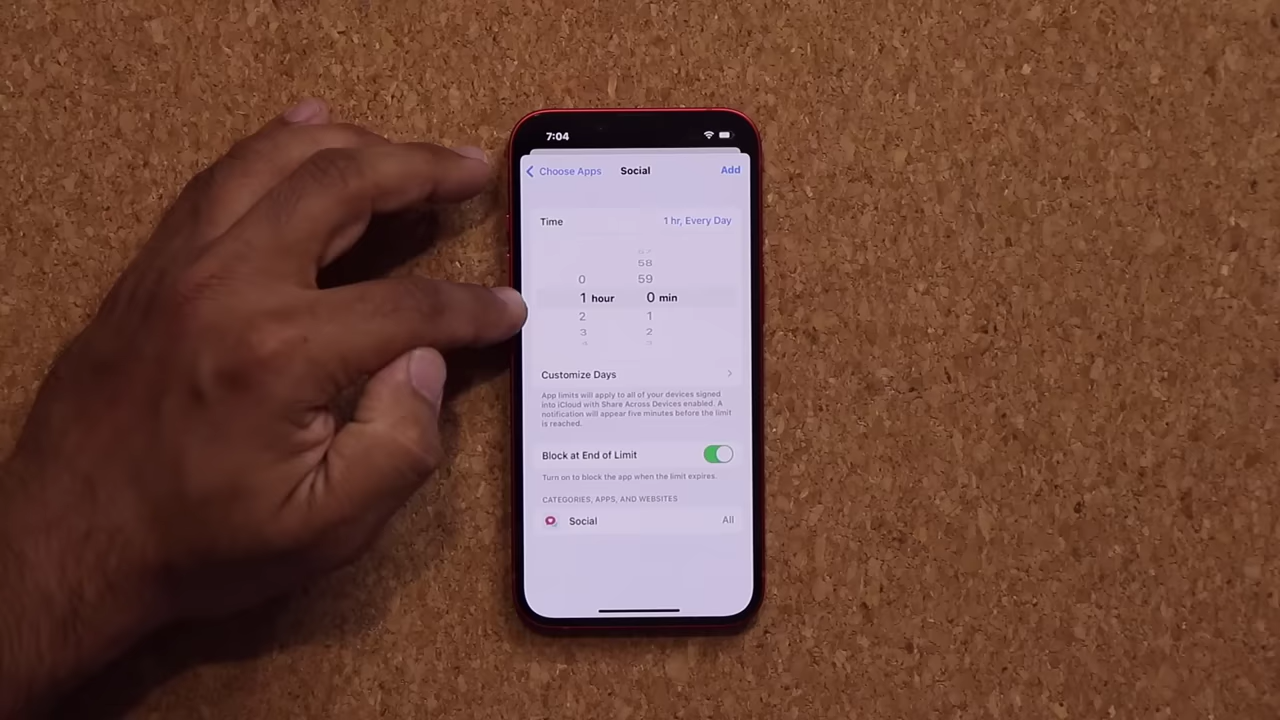 7:04
Choose Apps Social Add
Time 1 hr, Every Day
58
0 59
1 hour 0 min
2 1
3 2
4 3
Customize Days
App limits will apply to all of your devices signed
into iCloud with Share Across Devices enabled. A
notification will appear five minutes before the limit
is reached.
Block at End of Limit
Turn on to block the app when the limit expires.
CATEGORIES, APPS, AND WEBSITES
Social All